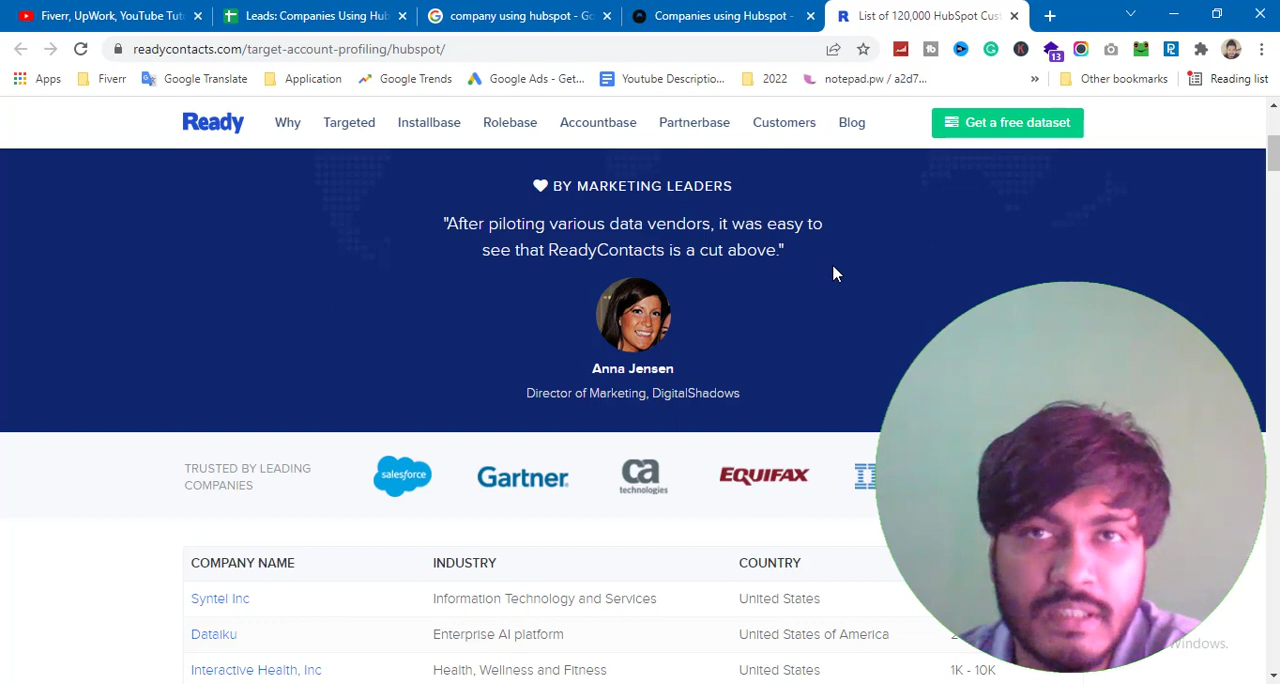 Fiverr, UpWork, YouTube Tuto
Leads: Companies Using Hub
company using hubspot - Go
Companies using Hubspot -
List of 120,000 HubSpot Cust
readycontacts.com/target-account-profiling/hubspot/
13
Apps
Fiverr
Google Translate
Application
Google Trends
Google Ads - Get...
Youtube Descriptio...
2022
notepad.pw / a2d7...
»
Other bookmarks
Reading list
Ready
Why
Targeted
Installbase
Rolebase
Accountbase
Partnerbase
Customers
Blog
Get a free dataset
BY MARKETING LEADERS
"After piloting various data vendors, it was easy to
see that ReadyContacts is a cut above."
Anna Jensen
Director of Marketing, DigitalShadows
TRUSTED BY LEADING
COMPANIES
salesforce
Gartner
ca
technologies
EQUIFAX
COMPANY NAME
INDUSTRY
COUNTRY
Syntel Inc
Information Technology and Services
United States
Dataiku
Enterprise AI platform
United States of America
Interactive Health, Inc
Health, Wellness and Fitness
United States
1K - 10K
Windows.